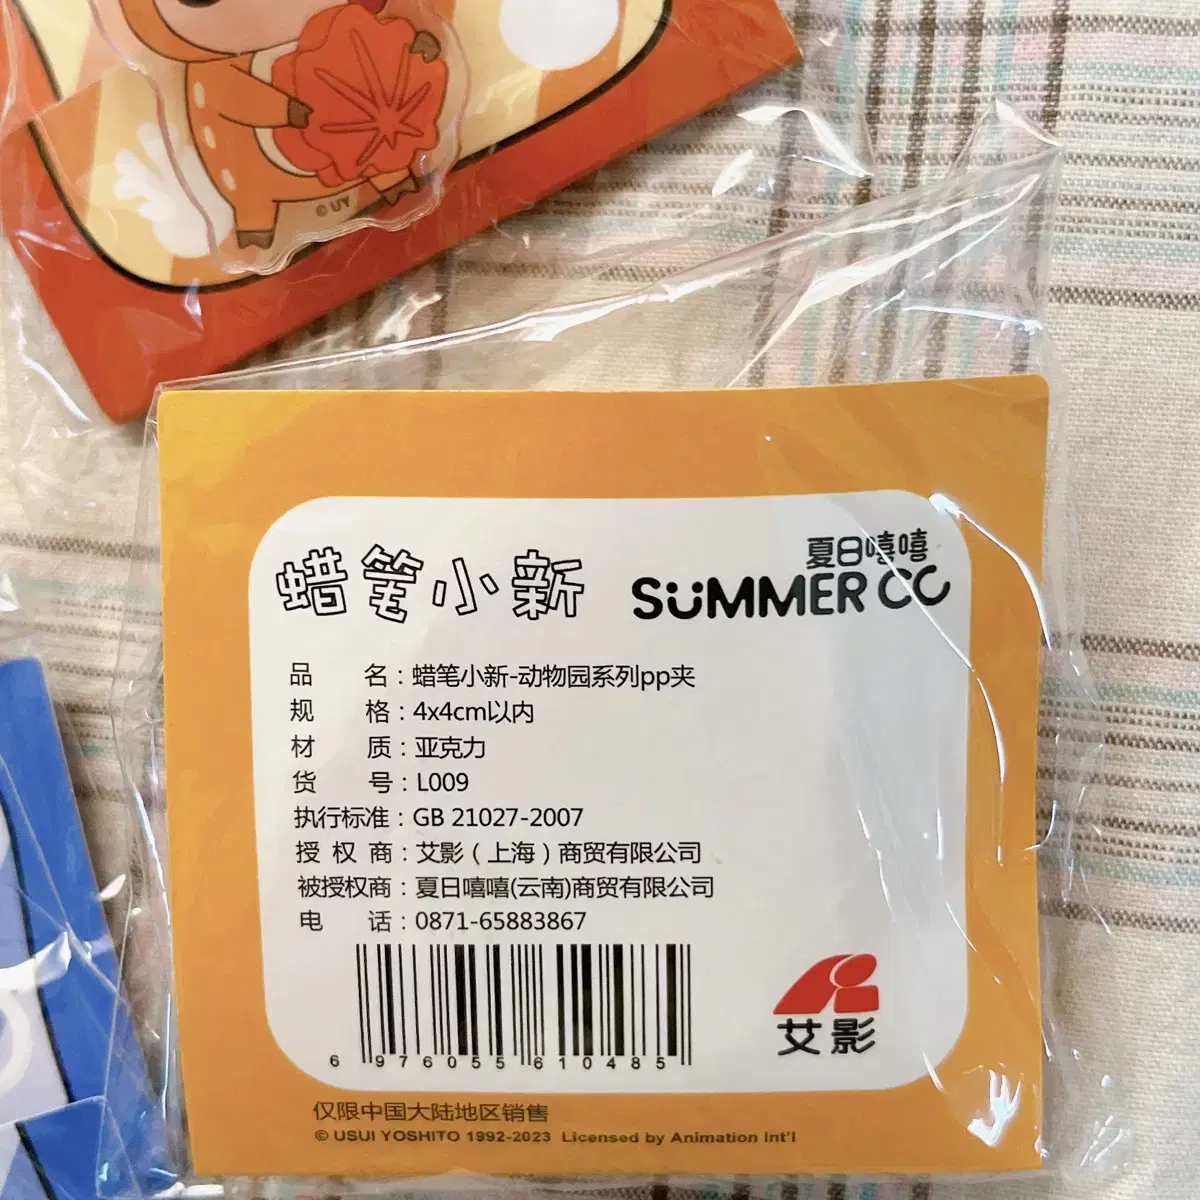 © UY
蜡笔小新
夏日嘻嘻
SUMMER CC
品名：蜡笔小新-动物园系列pp夹
规格：4x4cm以内
材质：亚克力
货号：L009
执行标准：GB 21027-2007
授权商：艾影（上海）商贸有限公司
被授权商：夏日嘻嘻(云南)商贸有限公司
电话：0871-65883867
6 976055 610485
艾影
仅限中国大陆地区销售
© USUI YOSHITO 1992-2023 Licensed by Animation Int'l